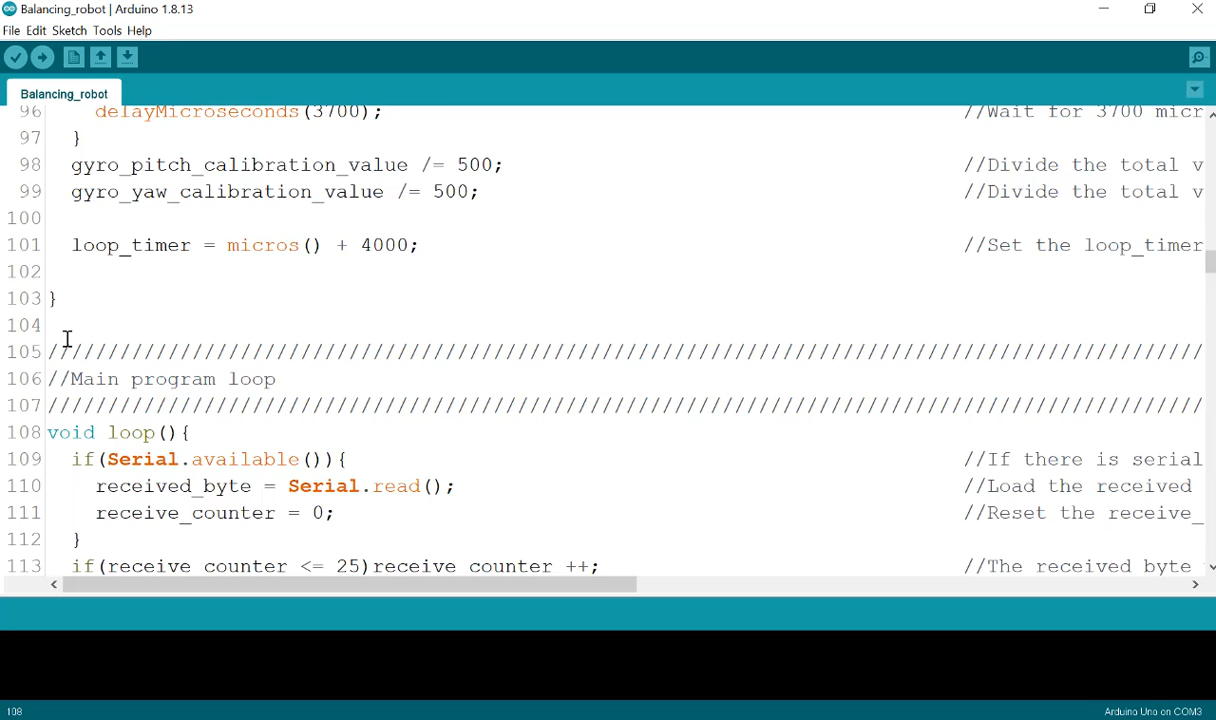 Balancing_robot | Arduino 1.8.13
File Edit Sketch Tools Help
Balancing_robot
96 delayMicroseconds(3700); //Wait for 3700 micr
97 }
98 gyro_pitch_calibration_value /= 500; //Divide the total v
99 gyro_yaw_calibration_value /= 500; //Divide the total v
100
101 loop_timer = micros() + 4000; //Set the loop_timer
102
103 }
104
105 ////////////////////////////////////////////////////////////////////////////////////////////////
106 //Main program loop
107 ////////////////////////////////////////////////////////////////////////////////////////////////
108 void loop(){
109 if(Serial.available()){ //If there is serial
110 received_byte = Serial.read(); //Load the received
111 receive_counter = 0; //Reset the receive_
112 }
113 if(receive_counter <= 25)receive_counter ++; //The received byte
108 Arduino Uno on COM3